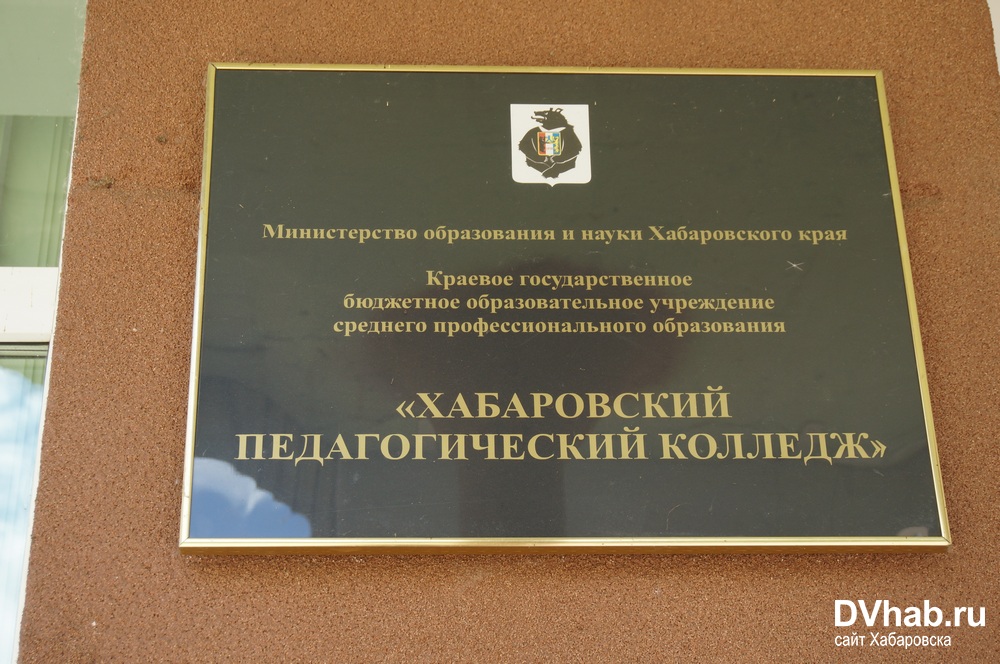 Министерство образования и науки Хабаровского края
Краевое государственное
бюджетное образовательное учреждение
среднего профессионального образования
«ХАБАРОВСКИЙ
ПЕДАГОГИЧЕСКИЙ КОЛЛЕДЖ»
DVhab.ru
сайт Хабаровска